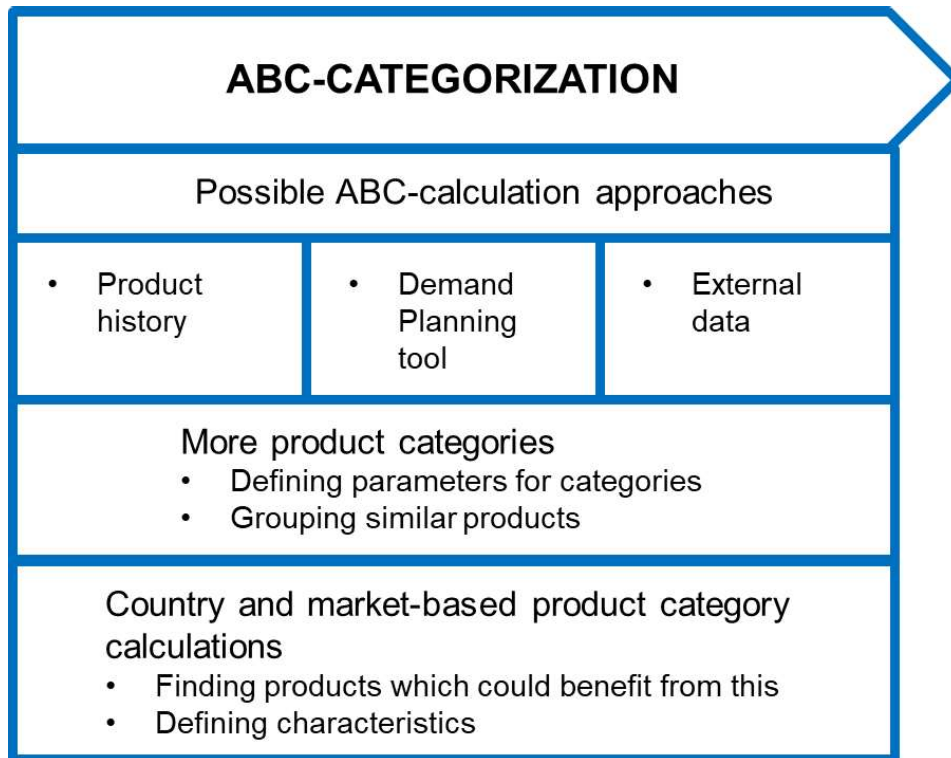 ABC-CATEGORIZATION
Possible ABC-calculation approaches
• Product
history
• Demand
Planning
tool
• External
data
More product categories
• Defining parameters for categories
• Grouping similar products
Country and market-based product category
calculations
• Finding products which could benefit from this
• Defining characteristics